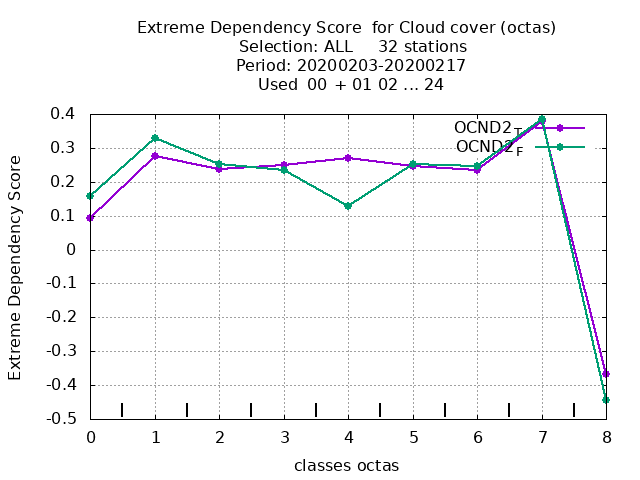 Extreme Dependency Score  for Cloud cover (octas)
Selection: ALL     32 stations
Period: 20200203-20200217
Used  00  + 01 02 ... 24
Extreme Dependency Score
0.4
0.3
0.2
0.1
0
-0.1
-0.2
-0.3
-0.4
-0.5
OCND2_T
OCND2_F
0 1 2 3 4 5 6 7 8
classes octas